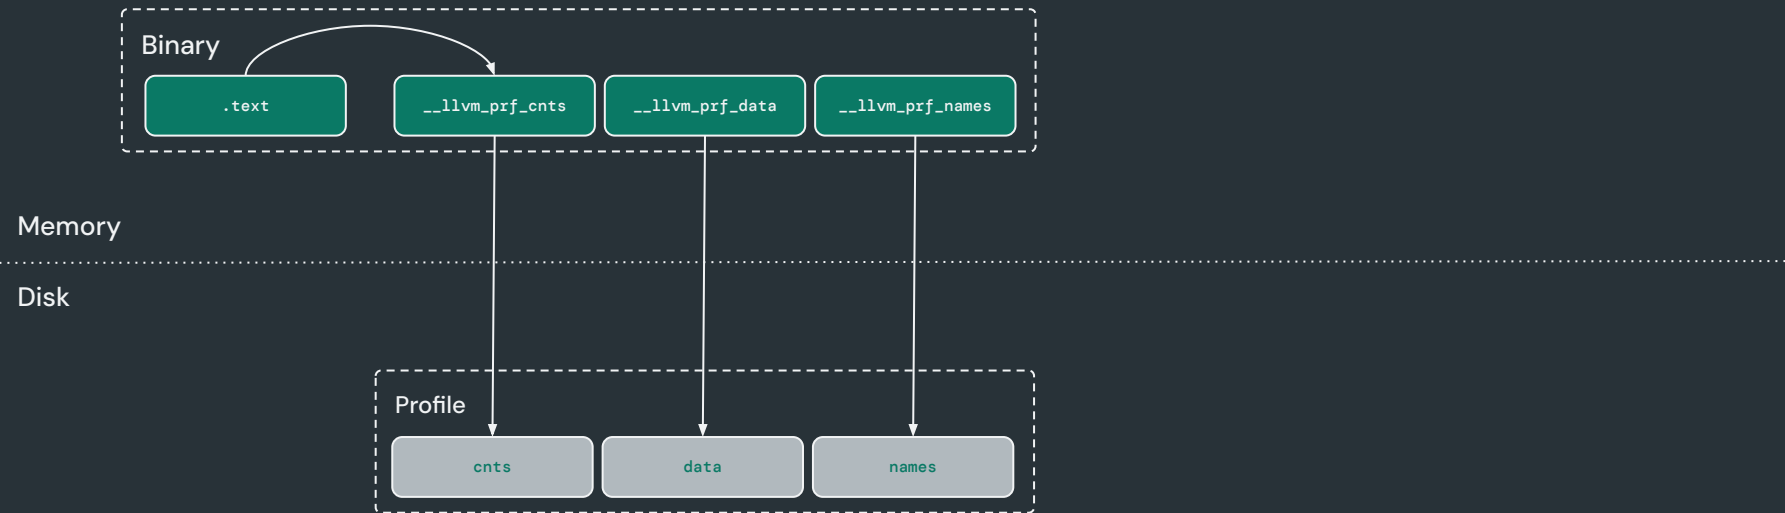 Binary
.text
__llvm_prf_cnts
__llvm_prf_data
__llvm_prf_names
Memory
Disk
Profile
cnts
data
names